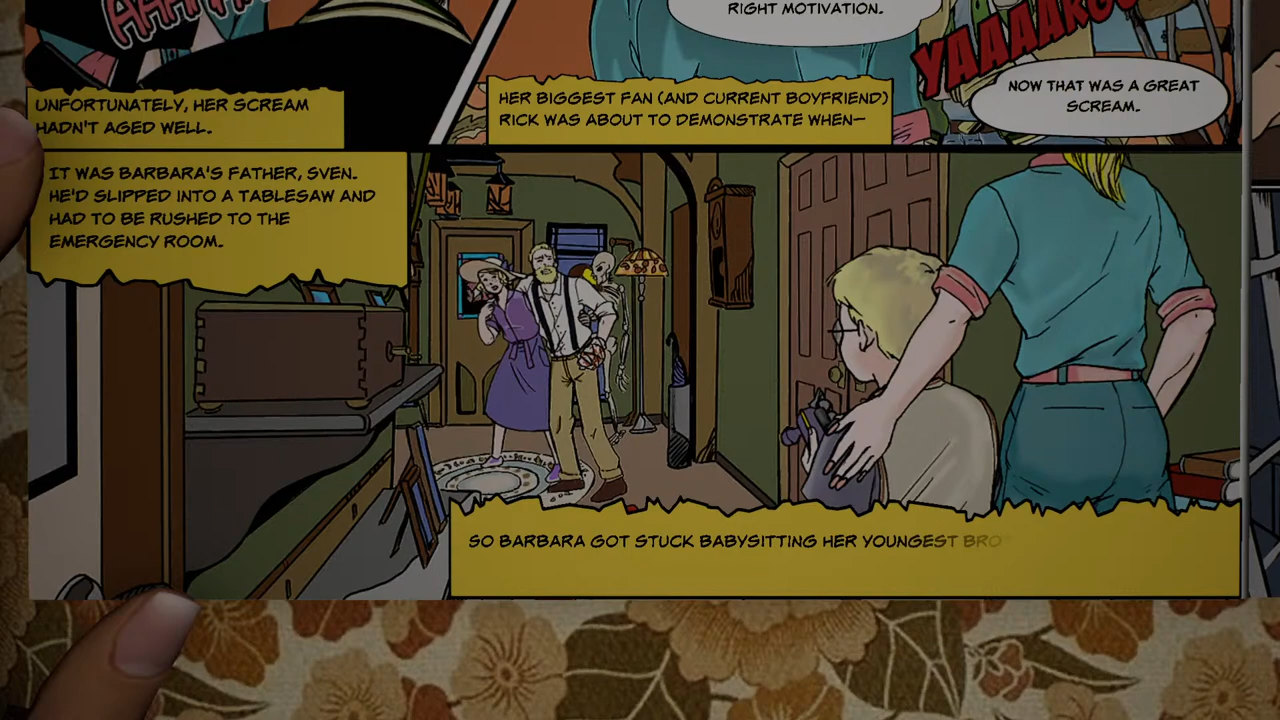 RIGHT MOTIVATION.
UNFORTUNATELY, HER SCREAM
HADN'T AGED WELL.
HER BIGGEST FAN (AND CURRENT BOYFRIEND)
RICK WAS ABOUT TO DEMONSTRATE WHEN—
NOW THAT WAS A GREAT
SCREAM.
IT WAS BARBARA'S FATHER, SVEN.
HE'D SLIPPED INTO A TABLESAW AND
HAD TO BE RUSHED TO THE
EMERGENCY ROOM.
SO BARBARA GOT STUCK BABYSITTING HER YOUNGEST BRO